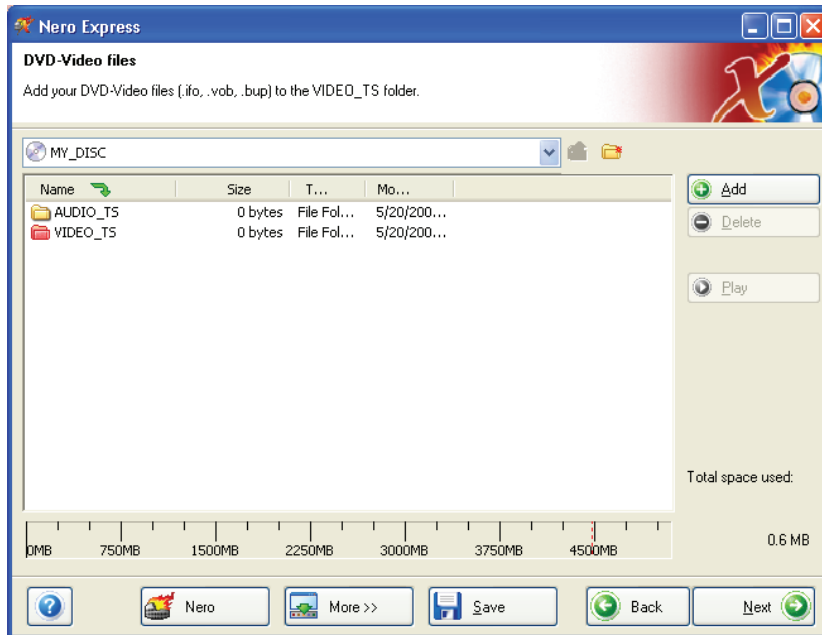 Nero Express
DVD-Video files
Add your DVD-Video files (.ifo, .vob, .bup) to the VIDEO_TS folder.
MY_DISC
Name Size T... Mo...
AUDIO_TS 0 bytes File Fol... 5/20/200...
VIDEO_TS 0 bytes File Fol... 5/20/200...
Add
Delete
Play
Total space used:
0.6 MB
0MB 750MB 1500MB 2250MB 3000MB 3750MB 4500MB
Nero More >> Save Back Next